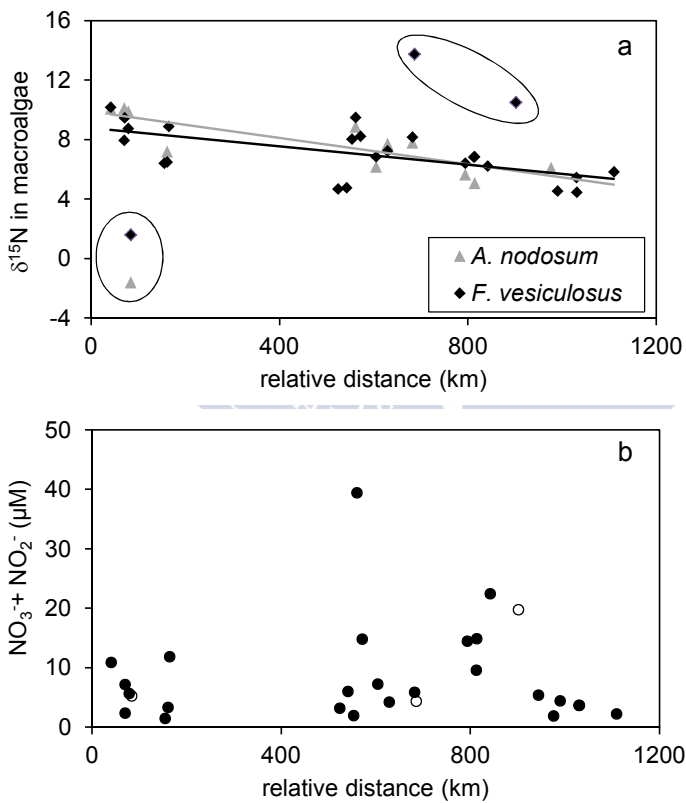 16
a
12
8
4
0
-4
δ¹⁵N in macroalgae
A. nodosum
F. vesiculosus
0 400 800 1200
relative distance (km)
50
b
40
30
20
10
0
NO₃⁻+ NO₂⁻ (µM)
0 400 800 1200
relative distance (km)